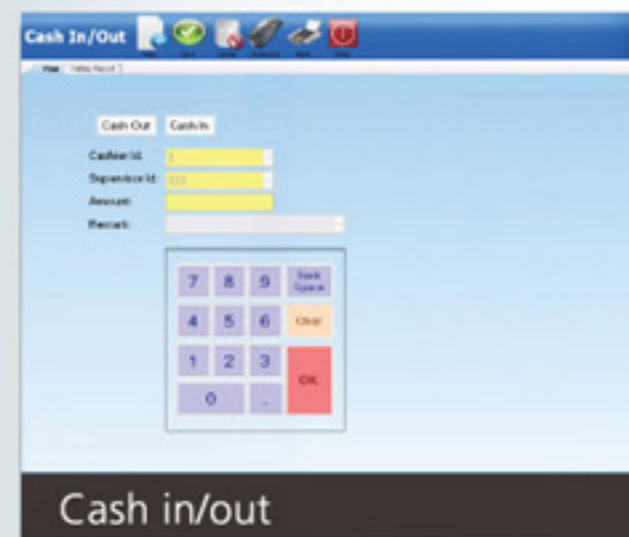 Cash In/Out
Cash Out Cash In
Cashier Id:
Supervisor Id:
Amount:
Remark:
7 8 9 Back Space
4 5 6 Clear
1 2 3
OK
0 .
Cash in/out